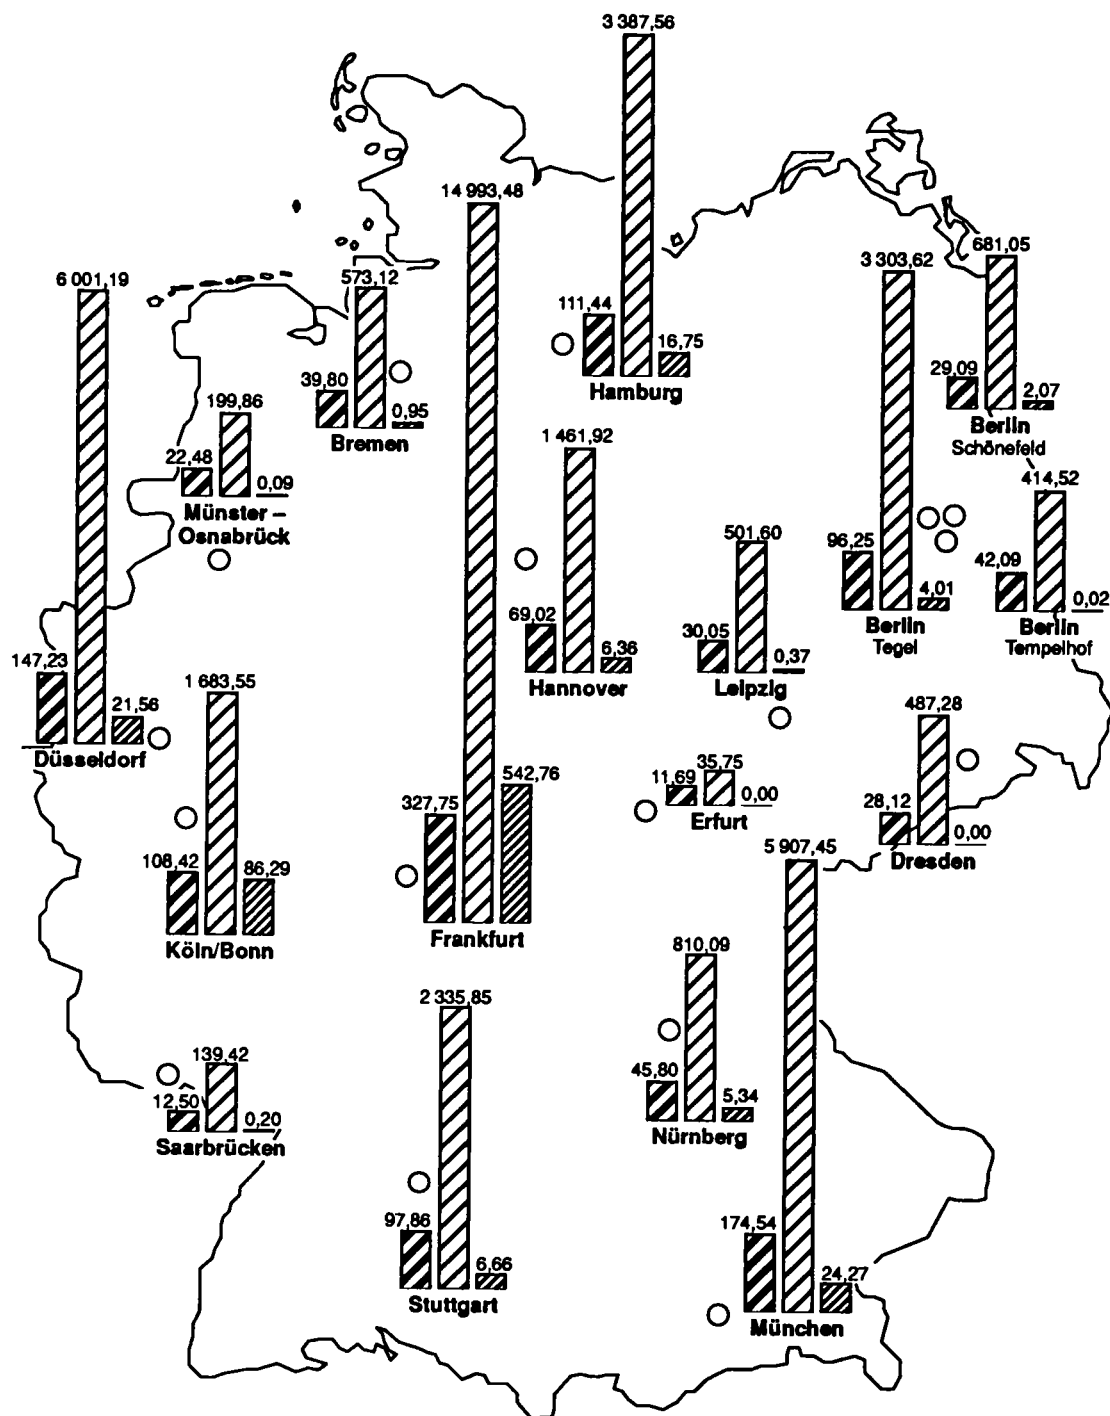 3 387,56
111,44
16,75
Hamburg
14 993,48
327,75
542,76
Frankfurt
6 001,19
147,23
21,56
Düsseldorf
573,12
39,80
0,95
Bremen
199,86
22,48
0,09
Münster –
Osnabrück
3 303,62
96,25
4,01
Berlin
Tegel
681,05
29,09
2,07
Berlin
Schönefeld
414,52
42,09
0,02
Berlin
Tempelhof
1 461,92
69,02
6,36
Hannover
501,60
30,05
0,37
Leipzig
1 683,55
108,42
86,29
Köln/Bonn
35,75
11,69
0,00
Erfurt
487,28
28,12
0,00
Dresden
5 907,45
174,54
24,27
München
810,09
45,80
5,34
Nürnberg
2 335,85
97,86
6,66
Stuttgart
139,42
12,50
0,20
Saarbrücken